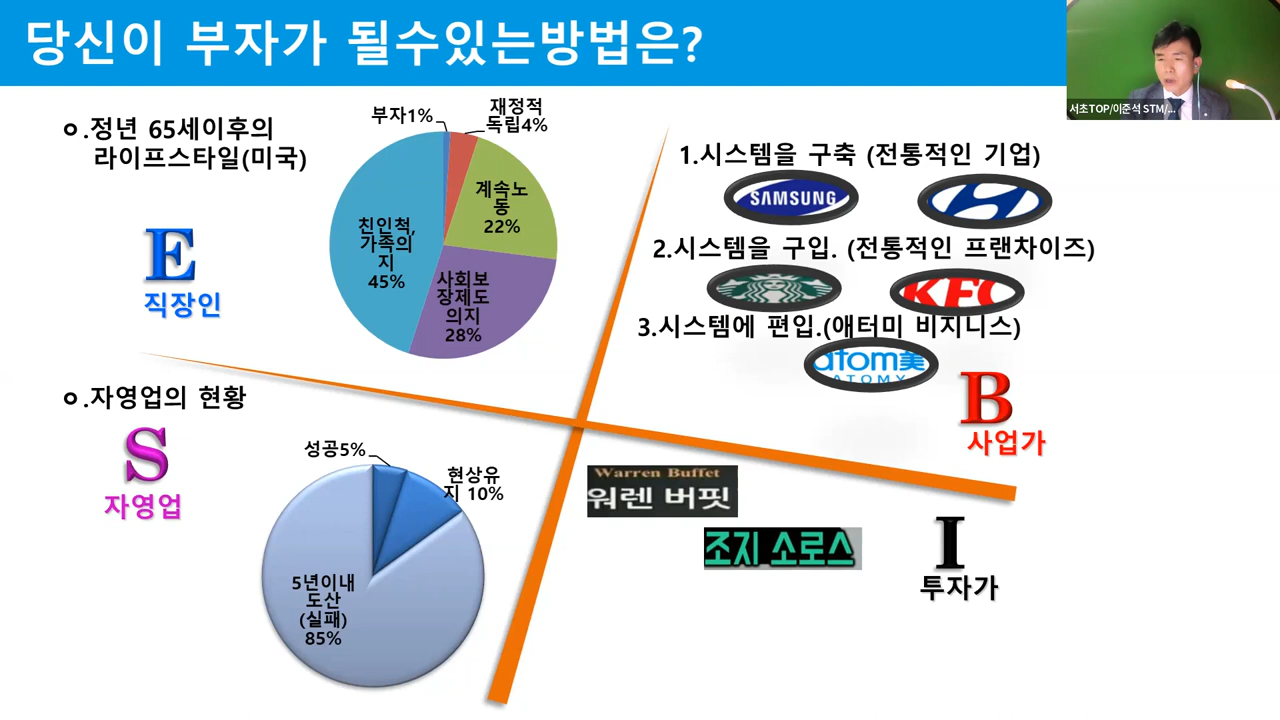 당신이 부자가 될수있는방법은?
서초TOP/이준석 STM/...
ㅇ.정년 65세이후의
라이프스타일(미국)
부자1%
재정적
독립4%
계속노
동
22%
친인척,
가족의
지
45%
사회보
장제도
의지
28%
E
직장인
1.시스템을 구축 (전통적인 기업)
SAMSUNG
2.시스템을 구입. (전통적인 프랜차이즈)
KFC
3.시스템에 편입.(애터미 비지니스)
atom美
ATOMY
B
사업가
ㅇ.자영업의 현황
S
자영업
성공5%
현상유
지 10%
5년이내
도산
(실패)
85%
Warren Buffet
워렌 버핏
조지 소로스
I
투자가